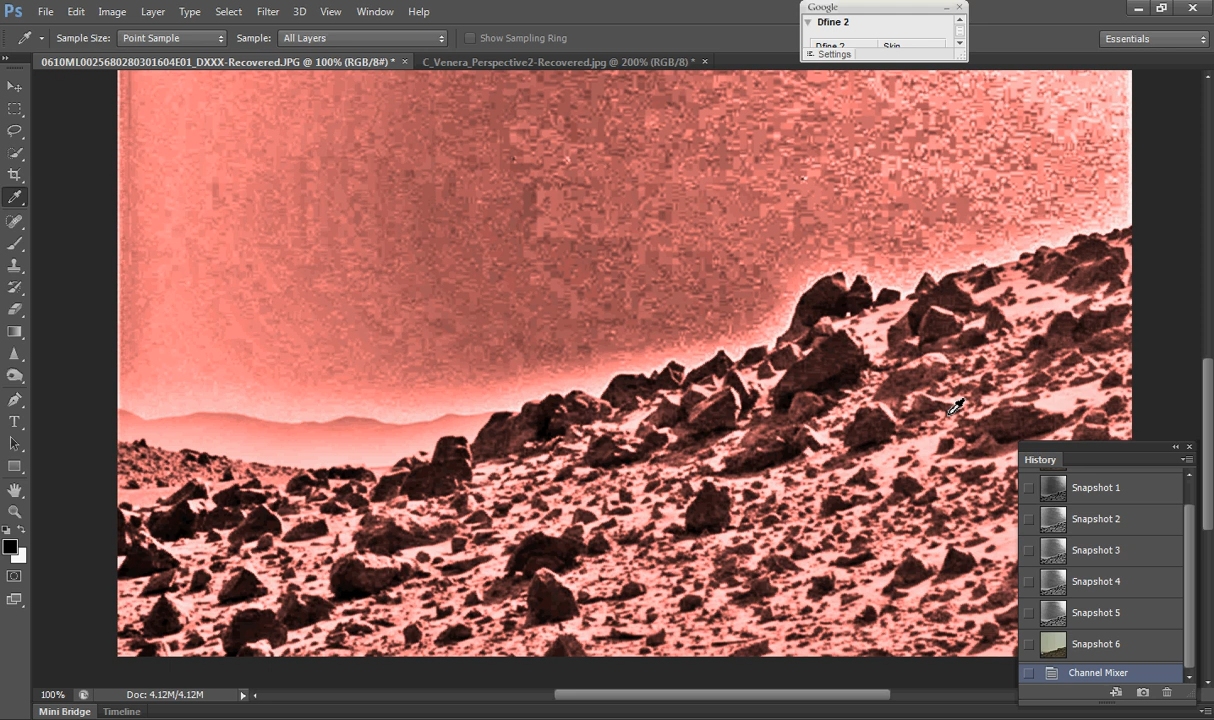 Ps File Edit Image Layer Type Select Filter 3D View Window Help
Google
Dfine 2
Dfine 2 Skin
Settings
Sample Size: Point Sample Sample: All Layers Show Sampling Ring
Essentials
0610ML0025680280301604E01_DXXX-Recovered.JPG @ 100% (RGB/8#) * × C_Venera_Perspective2-Recovered.jpg @ 200% (RGB/8) * ×
T
History
Snapshot 1
Snapshot 2
Snapshot 3
Snapshot 4
Snapshot 5
Snapshot 6
Channel Mixer
100% Doc: 4.12M/4.12M
Mini Bridge Timeline